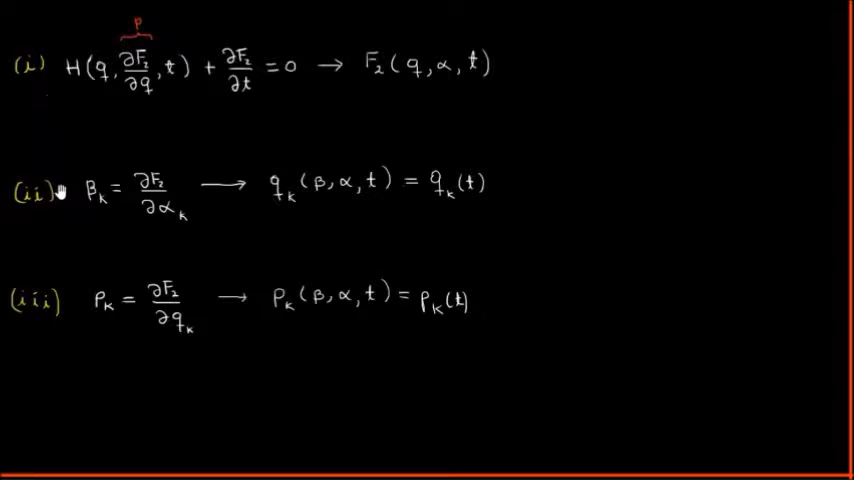 P
(i) H(q, ∂F₂/∂q, t) + ∂F₂/∂t = 0 → F₂(q, α, t)
(ii) βₖ = ∂F₂/∂αₖ → qₖ(β, α, t) = qₖ(t)
(iii) Pₖ = ∂F₂/∂qₖ → Pₖ(β, α, t) = Pₖ(t)